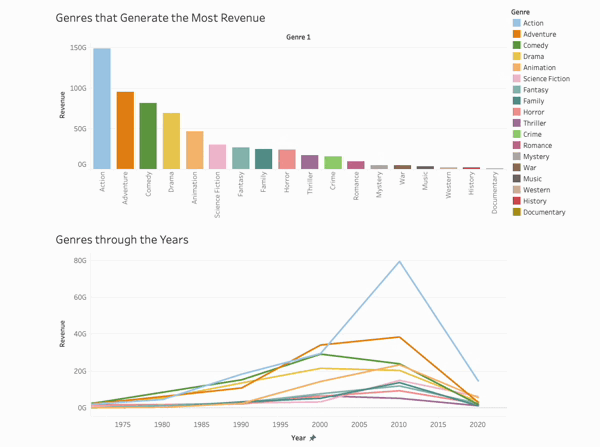 Genres that Generate the Most Revenue
Genre 1
Revenue
150G
100G
50G
0G
Action
Adventure
Comedy
Drama
Animation
Science Fiction
Fantasy
Family
Horror
Thriller
Crime
Romance
Mystery
War
Music
Western
History
Documentary
Genre
Action
Adventure
Comedy
Drama
Animation
Science Fiction
Fantasy
Family
Horror
Thriller
Crime
Romance
Mystery
War
Music
Western
History
Documentary
Genres through the Years
Revenue
80G
60G
40G
20G
0G
1975 1980 1985 1990 1995 2000 2005 2010 2015 2020
Year